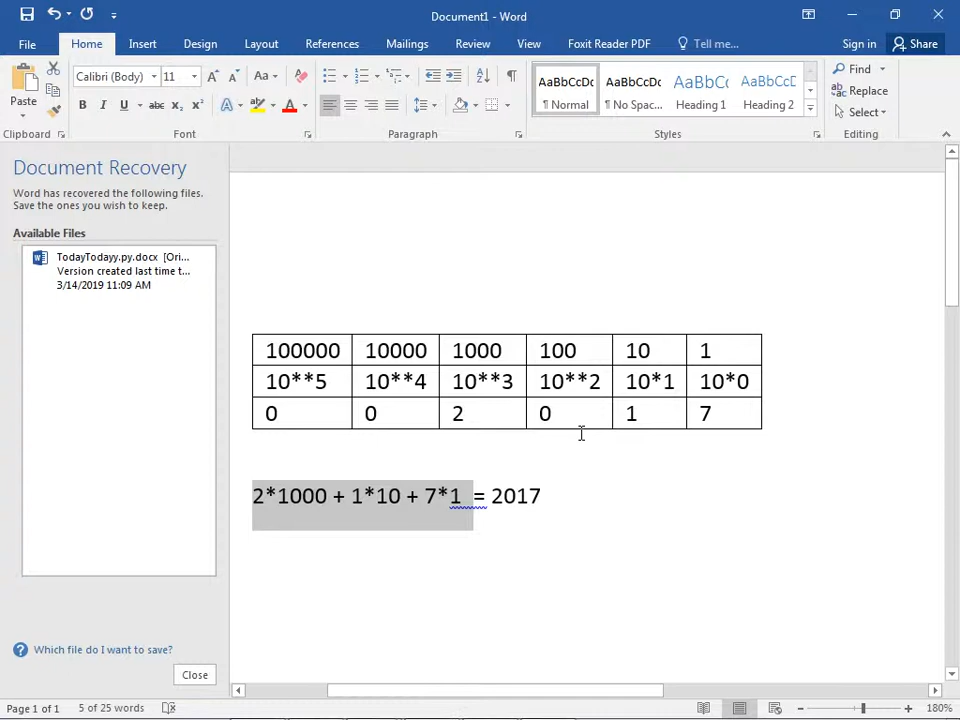 Document1 - Word
File Home Insert Design Layout References Mailings Review View Foxit Reader PDF Tell me... Sign in Share
Paste
Calibri (Body) 11
Aa
B I U abc x2 x2 A A
AaBbCcDc AaBbCcDc AaBbCc AaBbCcD
¶ Normal ¶ No Spac... Heading 1 Heading 2
Find
Replace
Select
Clipboard Font Paragraph Styles Editing
Document Recovery
Word has recovered the following files.
Save the ones you wish to keep.
Available Files
TodayTodayy.py.docx [Ori...
Version created last time t...
3/14/2019 11:09 AM
Which file do I want to save?
Close
100000 10000 1000 100 10 1
10**5 10**4 10**3 10**2 10*1 10*0
0 0 2 0 1 7
2*1000 + 1*10 + 7*1 = 2017
Page 1 of 1 5 of 25 words 180%